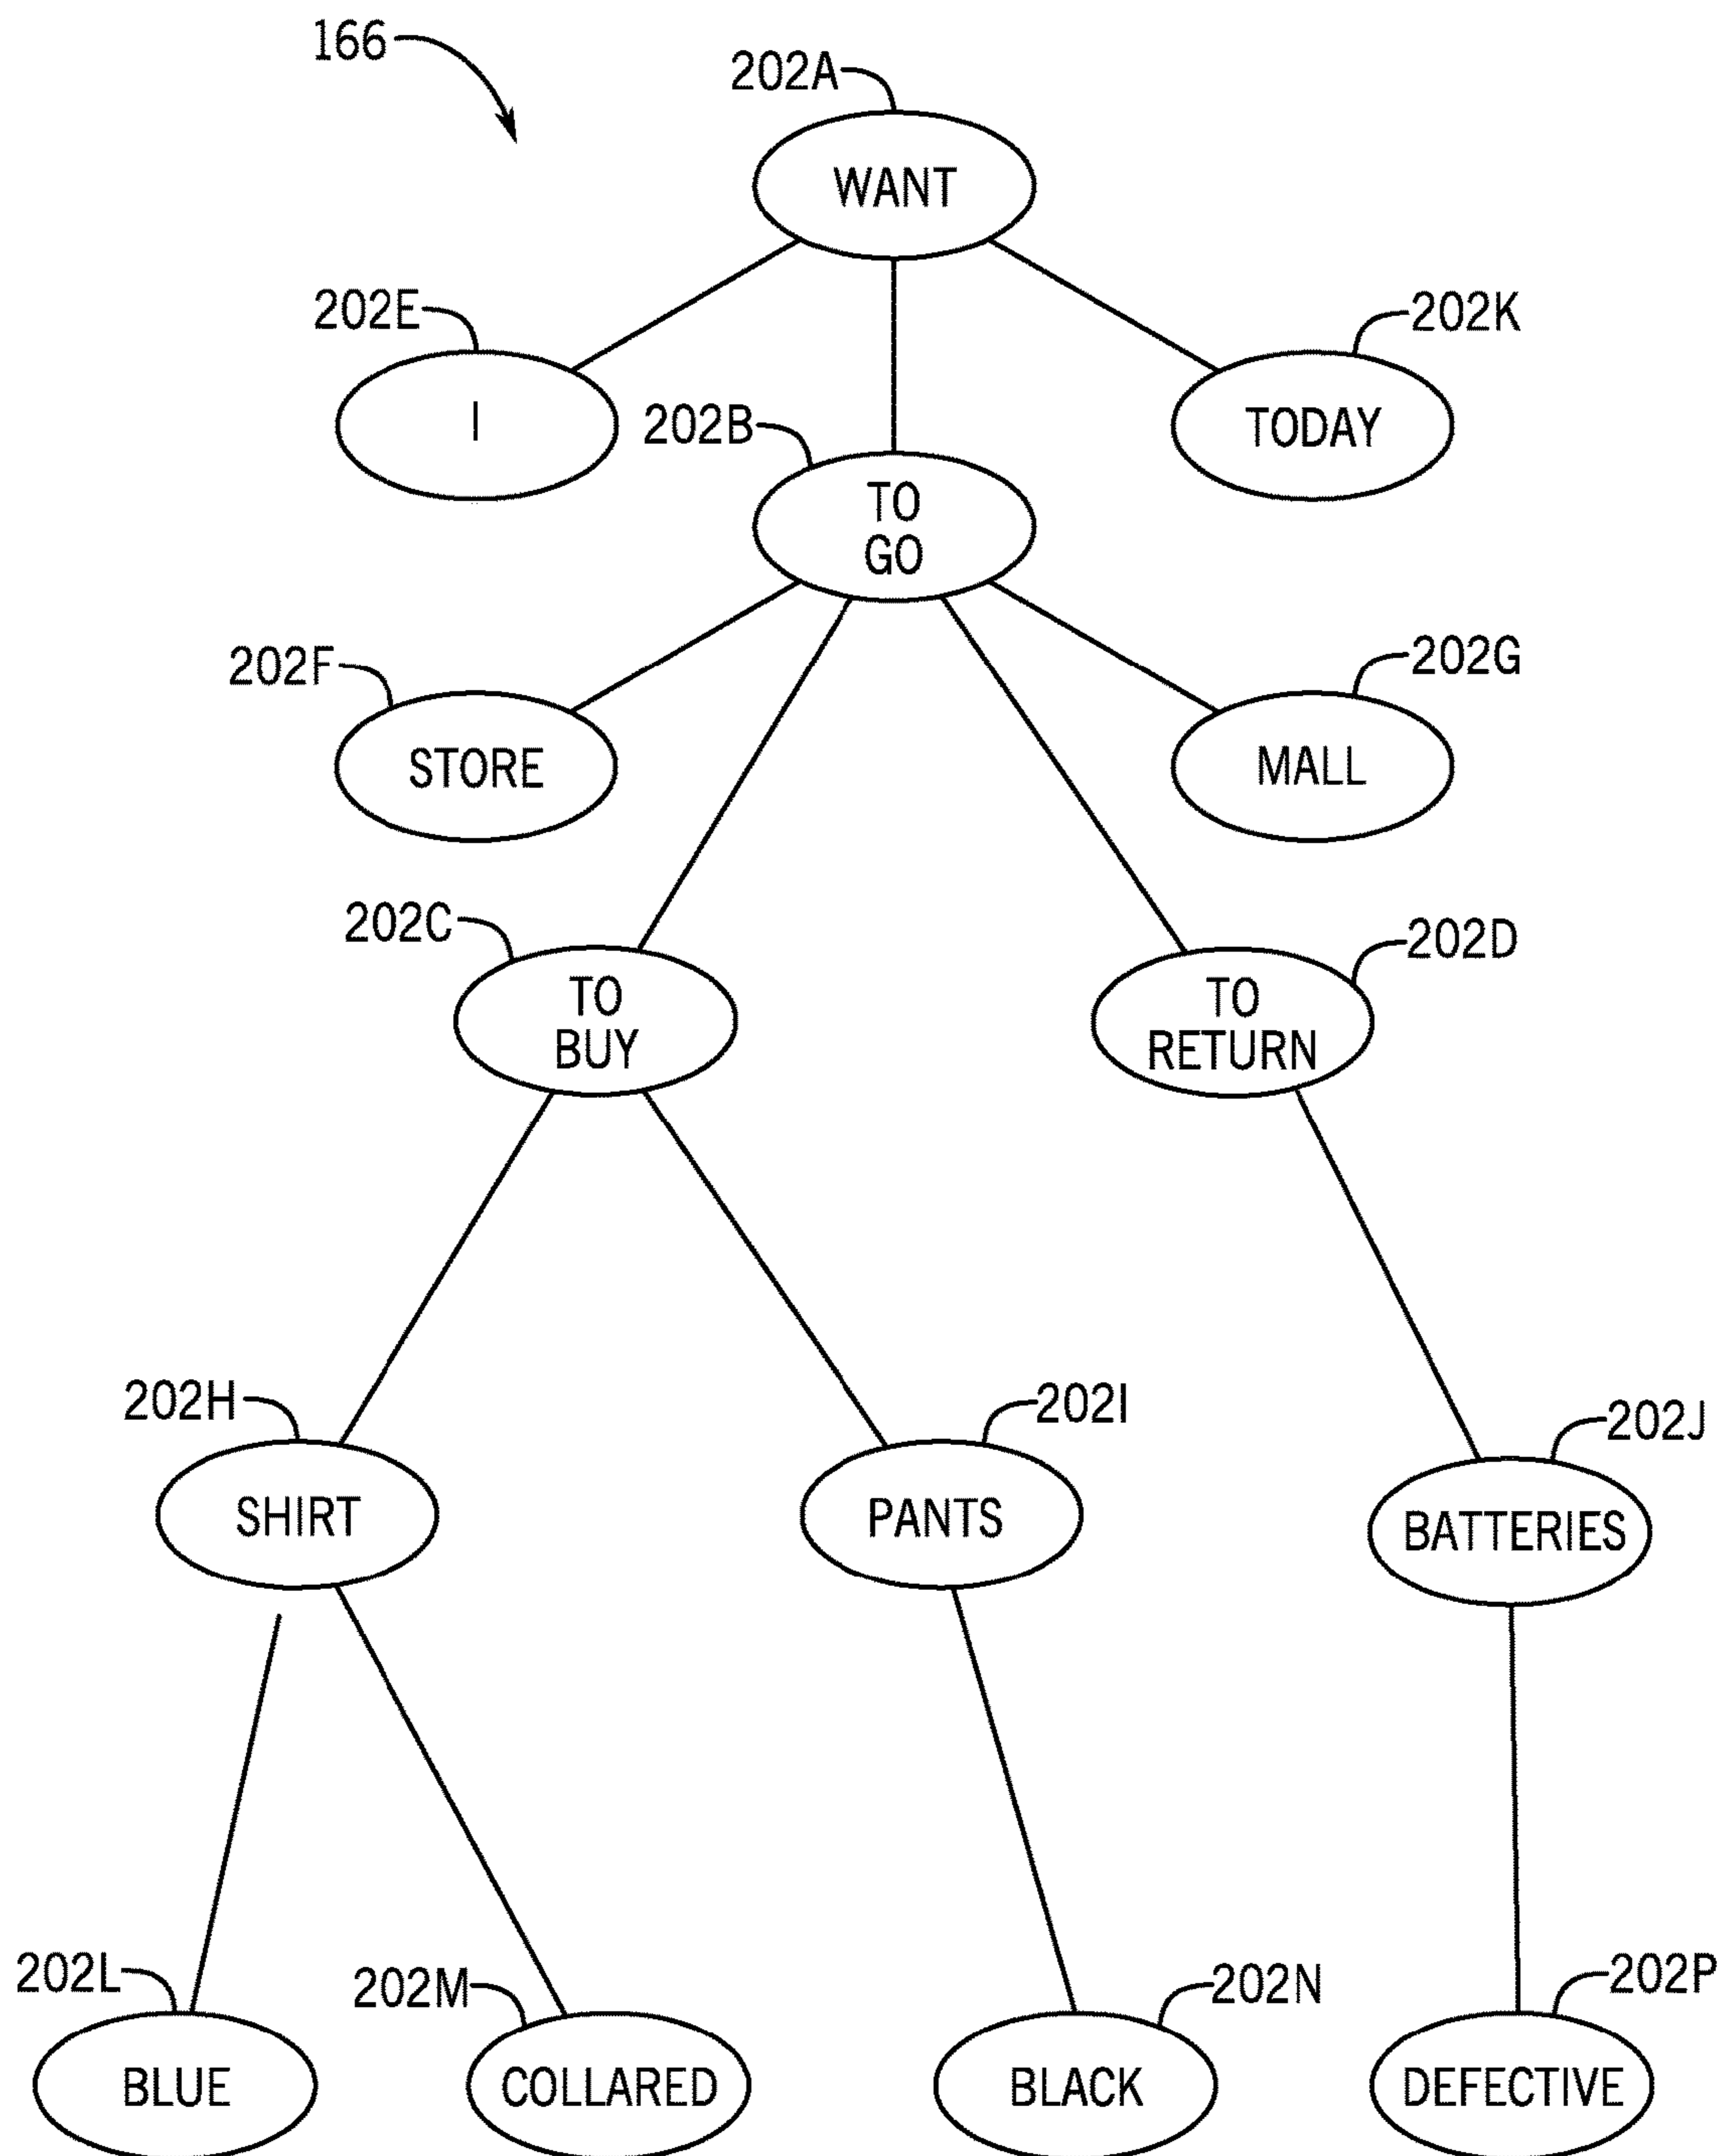 166
202A
WANT
202E
202K
I
202B
TODAY
TO
GO
202F
202G
STORE
MALL
202C
202D
TO
BUY
TO
RETURN
202H
202I
202J
SHIRT
PANTS
BATTERIES
202L
202M
202N
202P
BLUE
COLLARED
BLACK
DEFECTIVE